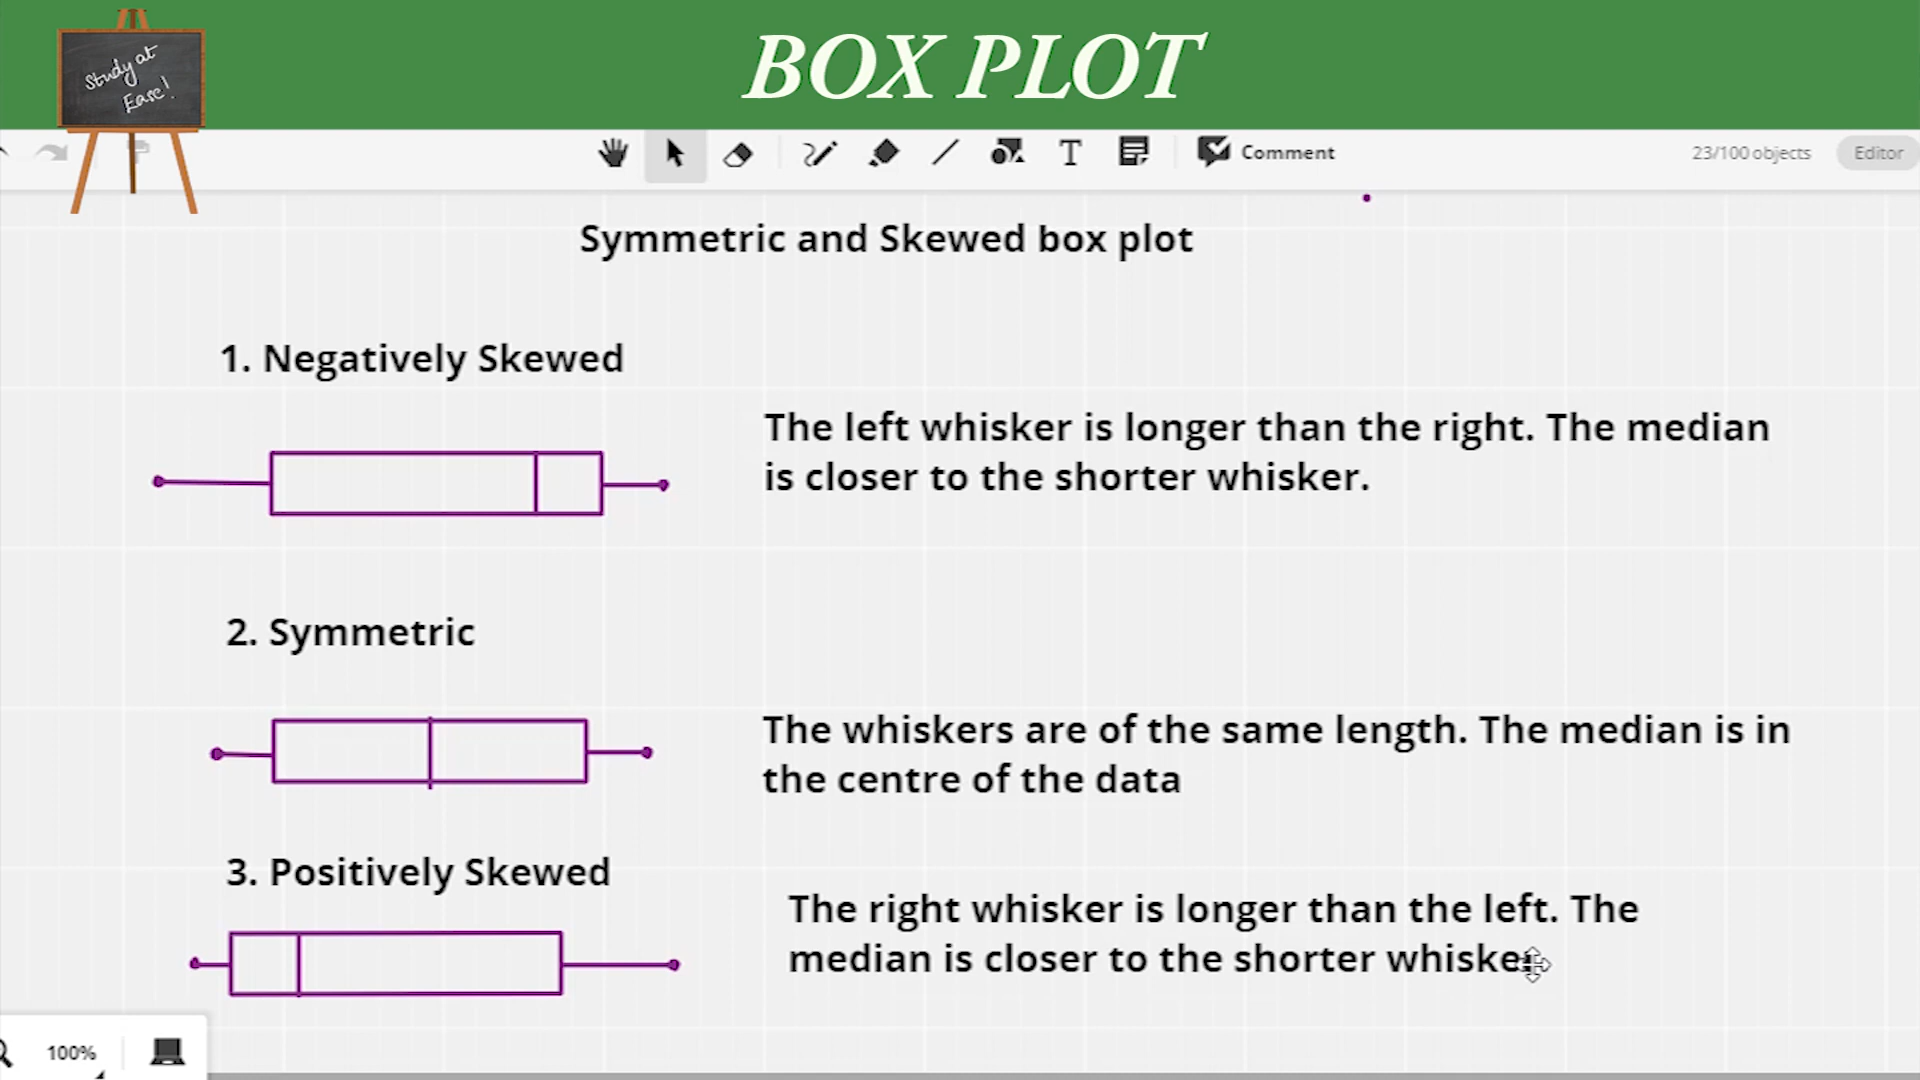 BOX PLOT
Study at
Ease!
Comment
23/100 objects
Editor
Symmetric and Skewed box plot
1. Negatively Skewed
The left whisker is longer than the right. The median
is closer to the shorter whisker.
2. Symmetric
The whiskers are of the same length. The median is in
the centre of the data
3. Positively Skewed
The right whisker is longer than the left. The
median is closer to the shorter whisker
100%